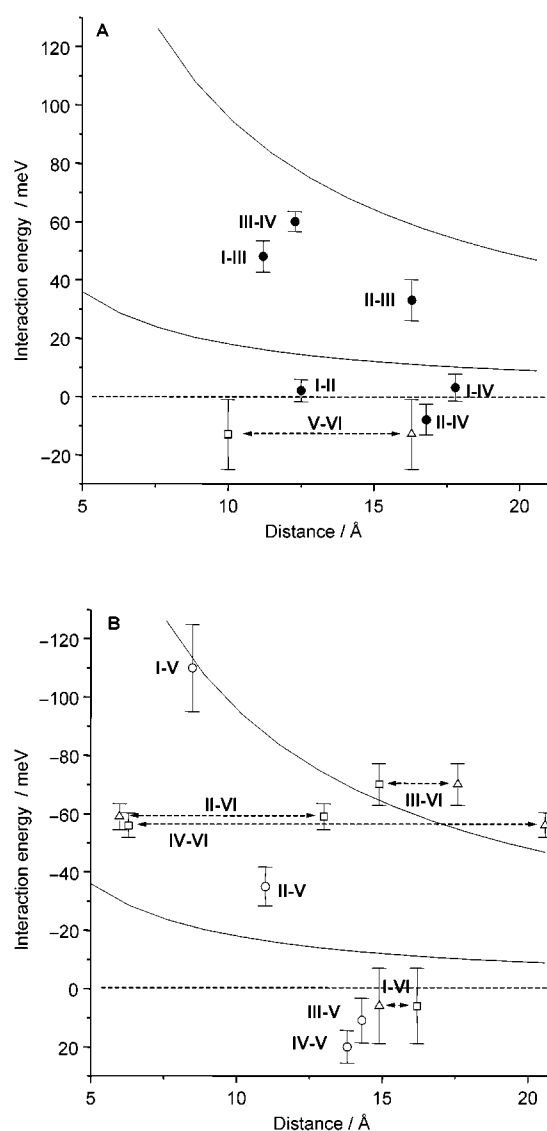 A
120
100
80
60
40
20
0
−20
Interaction energy / meV
III-IV
I-III
II-III
I-II
I-IV
II-IV
V-VI
5
10
15
20
Distance / Å
B
−120
−100
−80
−60
−40
−20
0
20
Interaction energy / meV
I-V
II-VI
III-VI
IV-VI
II-V
I-VI
III-V
IV-V
5
10
15
20
Distance / Å